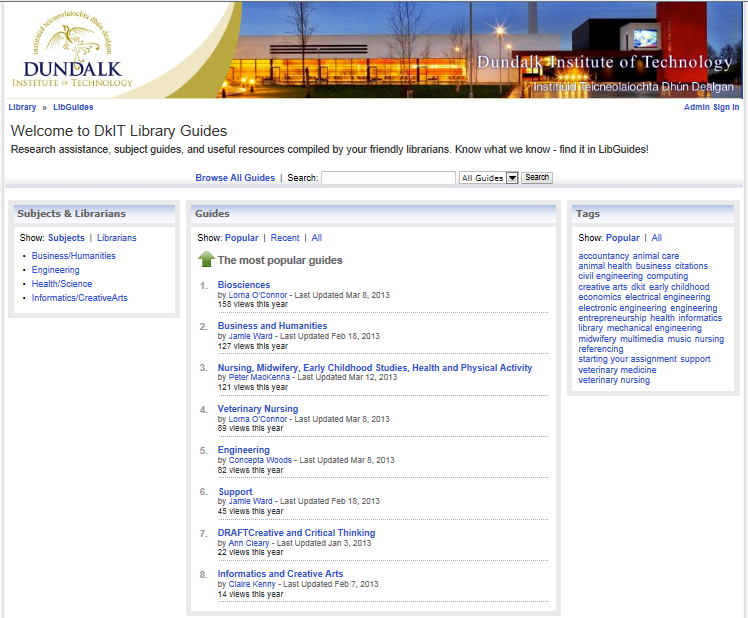 institiúid teicneolaíochta dhún dealgan
DUNDALK
INSTITUTE OF TECHNOLOGY
Dundalk Institute of Technology
Institiúid Teicneolaíochta Dhún Dealgan
Library » LibGuides
Admin Sign In
Welcome to DkIT Library Guides
Research assistance, subject guides, and useful resources compiled by your friendly librarians. Know what we know - find it in LibGuides!
Browse All Guides | Search: All Guides Search
Subjects & Librarians
Show: Subjects | Librarians
• Business/Humanities
• Engineering
• Health/Science
• Informatics/CreativeArts
Guides
Show: Popular | Recent | All
The most popular guides
1. Biosciences
by Lorna O'Connor - Last Updated Mar 8, 2013
158 views this year
2. Business and Humanities
by Jamie Ward - Last Updated Feb 18, 2013
127 views this year
3. Nursing, Midwifery, Early Childhood Studies, Health and Physical Activity
by Peter MacKenna - Last Updated Mar 12, 2013
121 views this year
4. Veterinary Nursing
by Lorna O'Connor - Last Updated Mar 8, 2013
89 views this year
5. Engineering
by Concepta Woods - Last Updated Mar 8, 2013
82 views this year
6. Support
by Jamie Ward - Last Updated Feb 18, 2013
45 views this year
7. DRAFTCreative and Critical Thinking
by Ann Cleary - Last Updated Jan 3, 2013
22 views this year
8. Informatics and Creative Arts
by Claire Kenny - Last Updated Feb 7, 2013
14 views this year
Tags
Show: Popular | All
accountancy animal care
animal health business citations
civil engineering computing
creative arts dkit early childhood
economics electrical engineering
electronic engineering engineering
entrepreneurship health informatics
library mechanical engineering
midwifery multimedia music nursing
referencing
starting your assignment support
veterinary medicine
veterinary nursing